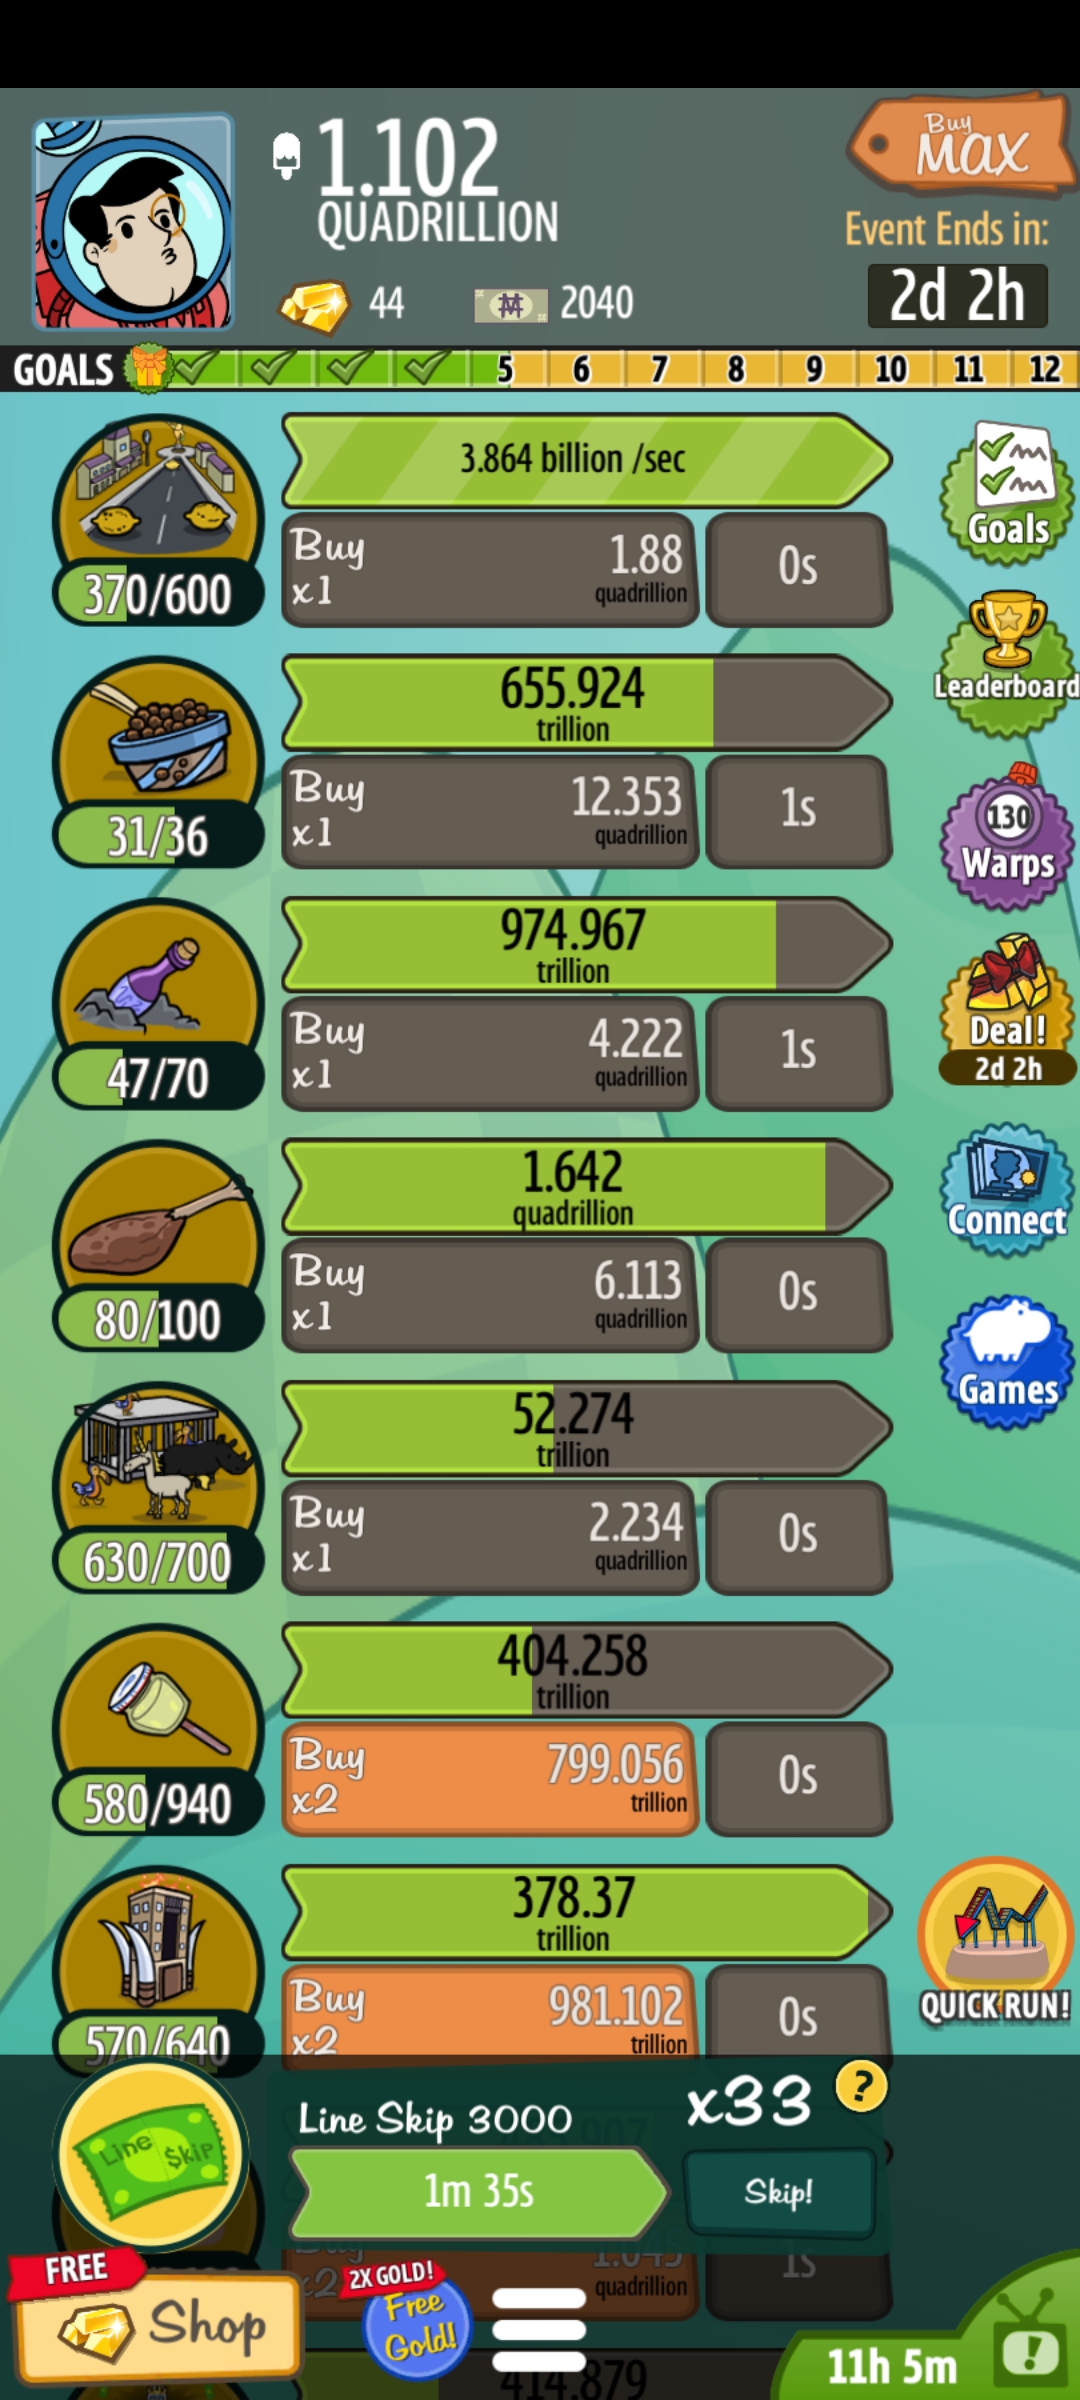 1.102
QUADRILLION
Buy
MAX
Event Ends in:
44
2040
2d 2h
GOALS
5 6 7 8 9 10 11 12
3.864 billion /sec
Buy
x1
1.88
quadrillion
0s
370/600
Goals
655.924
trillion
Leaderboard
Buy
x1
12.353
quadrillion
1s
31/36
130
Warps
974.967
trillion
Buy
x1
4.222
quadrillion
1s
47/70
Deal!
2d 2h
1.642
quadrillion
Connect
Buy
x1
6.113
quadrillion
0s
80/100
Games
52.274
trillion
Buy
x1
2.234
quadrillion
0s
630/700
404.258
trillion
Buy
x2
799.056
trillion
0s
580/940
378.37
trillion
Buy
x2
981.102
trillion
0s
570/640
QUICK RUN!
Line Skip
Line Skip 3000
x33
?
1m 35s
Skip!
Buy
x2
1.045
quadrillion
1s
FREE
Shop
2X GOLD!
Free
Gold!
414.879
11h 5m
!